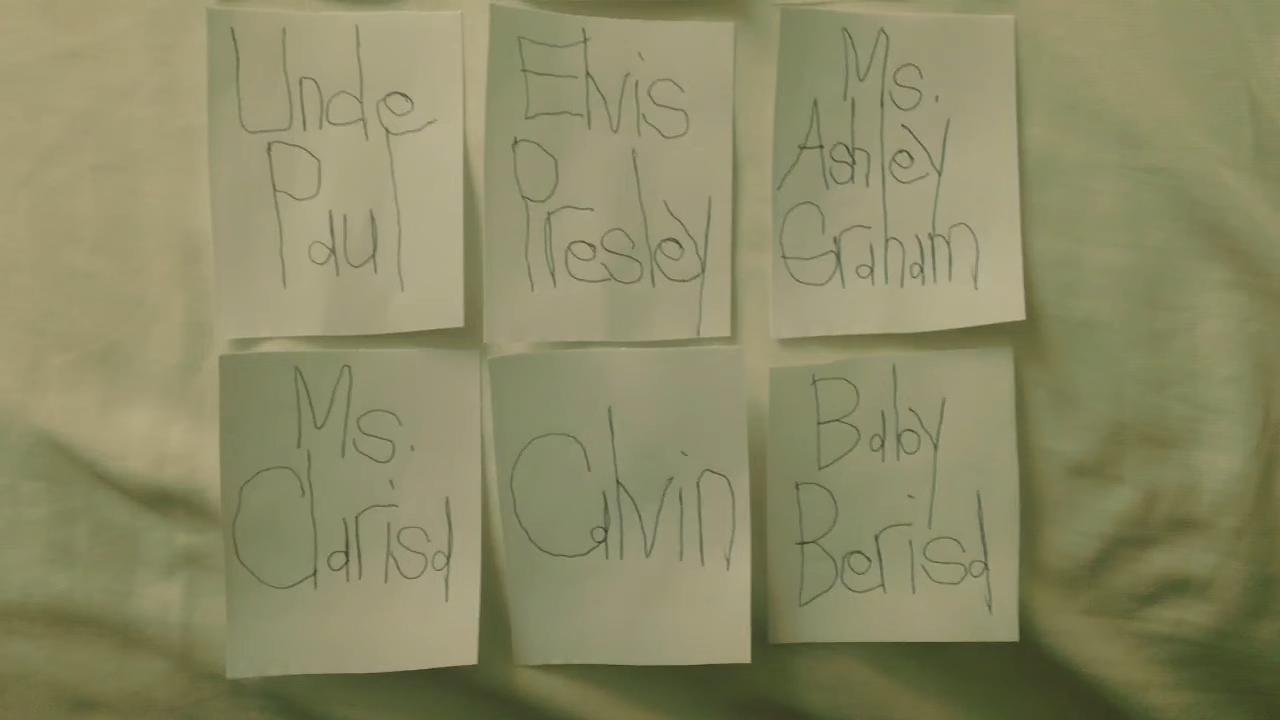 Uncle
Paul
Elvis
Presley
Ms.
Ashley
Graham
Ms.
Clarisa
Calvin
Baby
Berisa